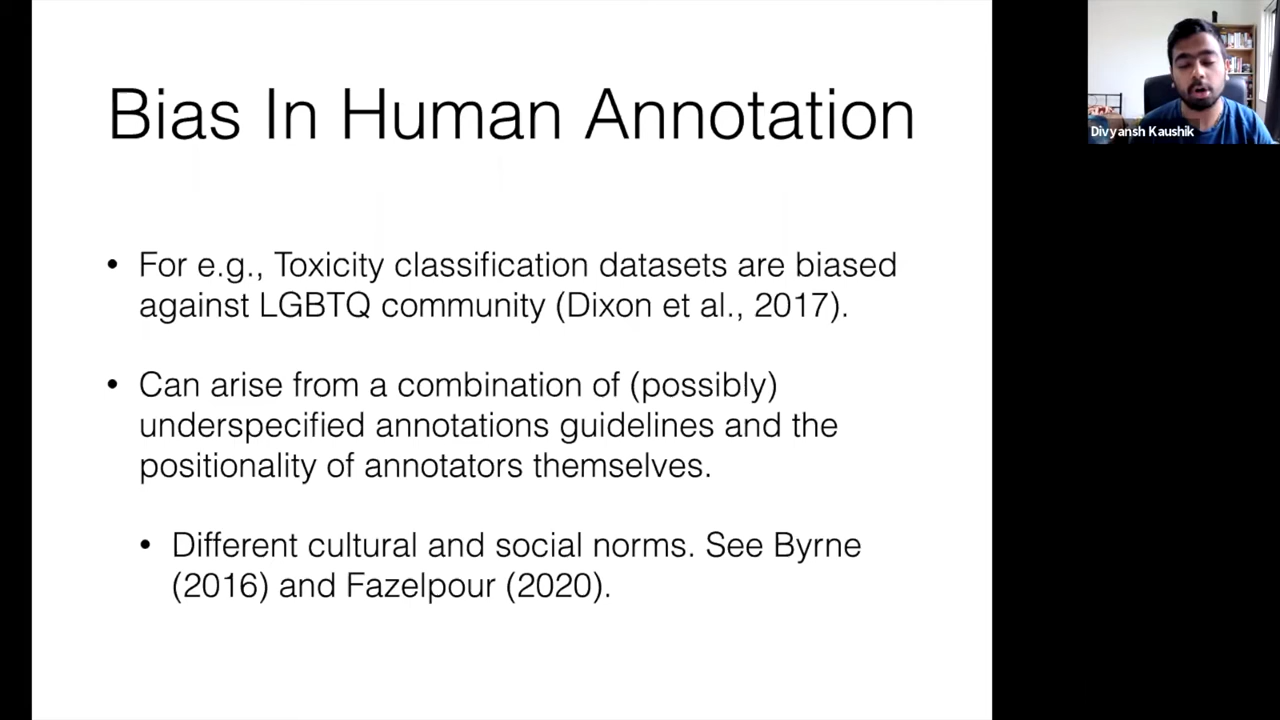 Bias In Human Annotation
• For e.g., Toxicity classification datasets are biased
against LGBTQ community (Dixon et al., 2017).
• Can arise from a combination of (possibly)
underspecified annotations guidelines and the
positionality of annotators themselves.
• Different cultural and social norms. See Byrne
(2016) and Fazelpour (2020).
Divyansh Kaushik